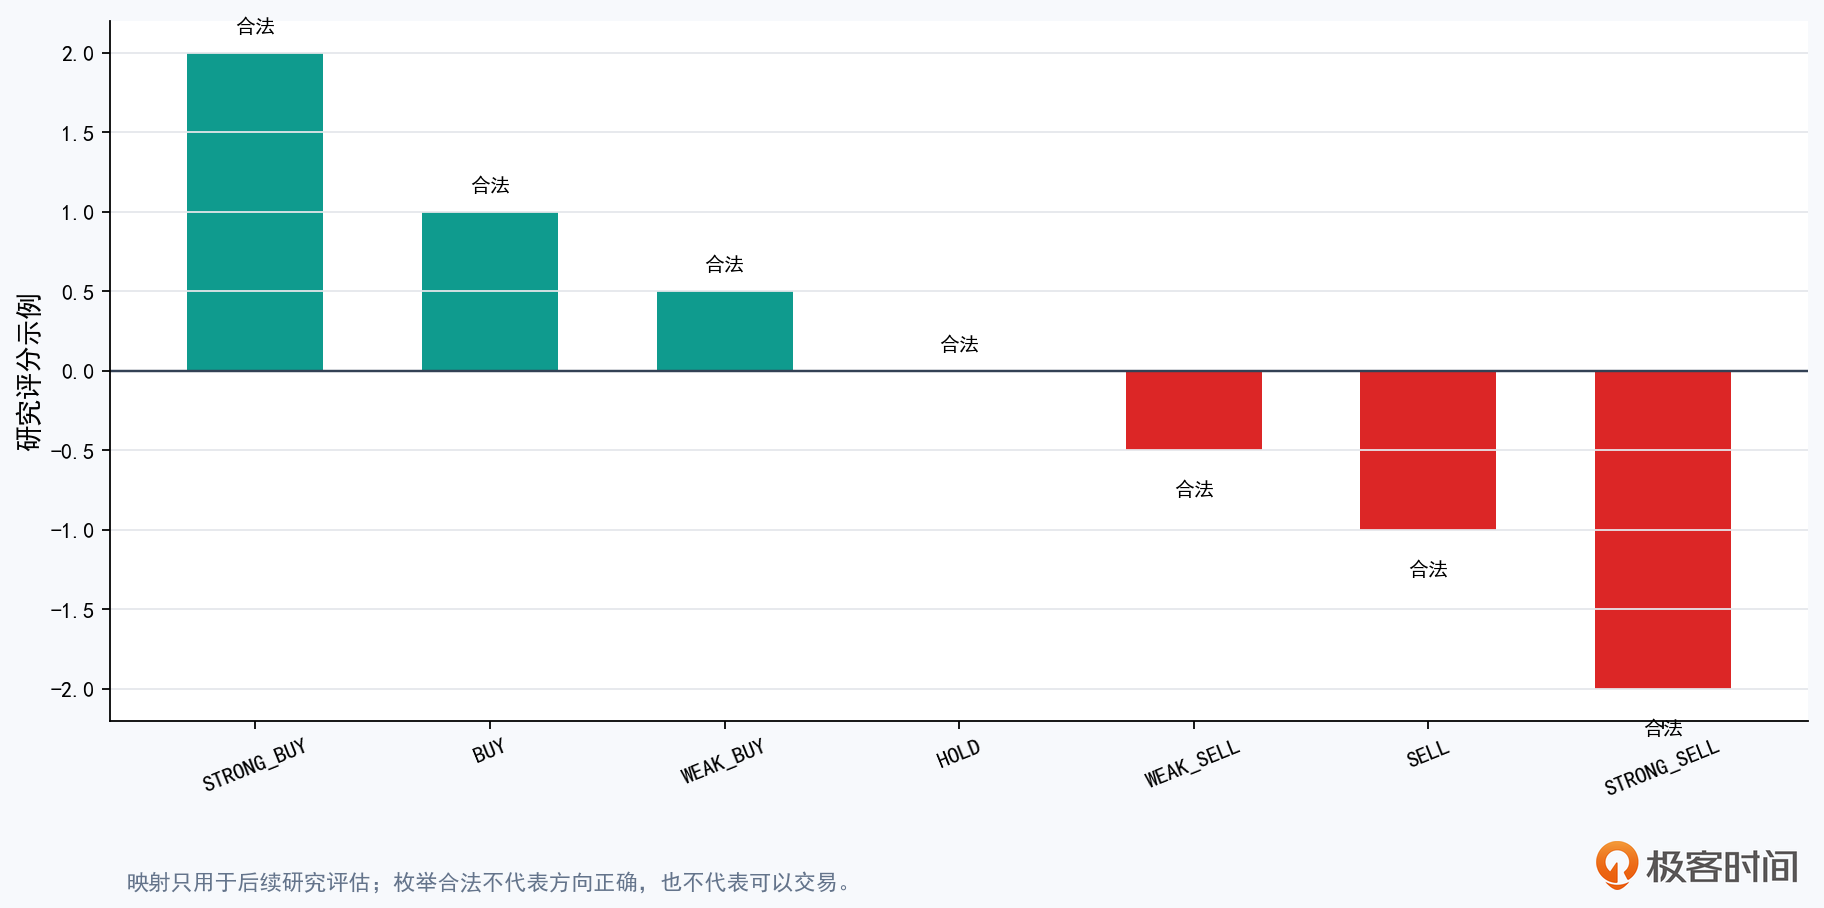 合法
2.0
1.5
合法
1.0
合法
0.5
合法
0.0
-0.5
合法
-1.0
合法
-1.5
-2.0
合法
研究评分示例
STRONG_BUY
BUY
WEAK_BUY
HOLD
WEAK_SELL
SELL
STRONG_SELL
映射只用于后续研究评估；枚举合法不代表方向正确，也不代表可以交易。
极客时间